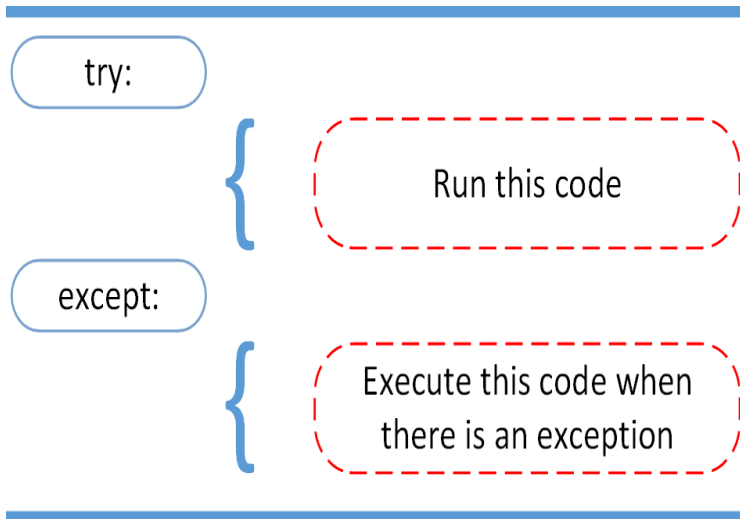 try:
Run this code
except:
Execute this code when
there is an exception